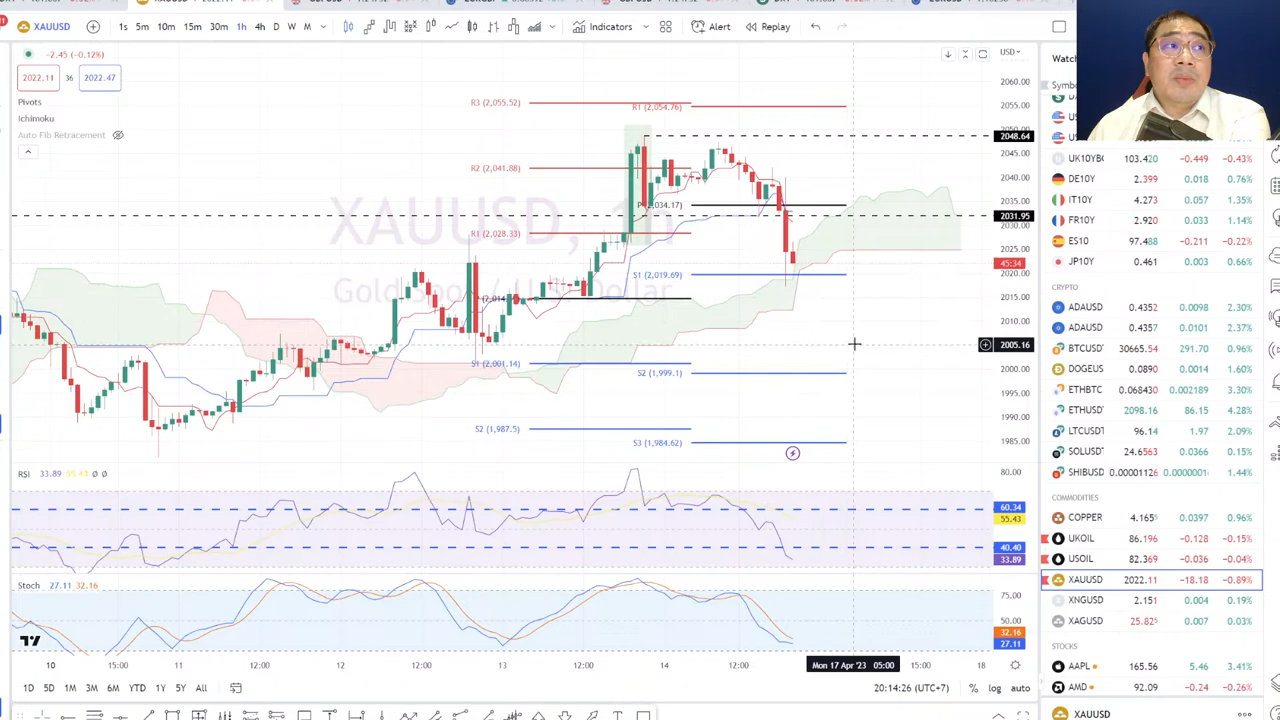 XAUUSD
1s 5m 10m 15m 30m 1h 4h D W M
Indicators
Alert
Replay
-2.45 (-0.12%)
2022.11 36 2022.47
Pivots
Ichimoku
Auto Fib Retracement
XAUUSD, 1h
Gold Spot / U.S. Dollar
R3 (2,055.52)
R1 (2,054.76)
R2 (2,041.88)
P (2,034.17)
R1 (2,028.33)
S1 (2,019.69)
S1 (2,001.14)
S2 (1,999.1)
S2 (1,987.5)
S3 (1,984.62)
USD
2060.00
2055.00
2048.64
2045.00
2040.00
2035.00
2031.95
2030.00
2025.00
45:34
2020.00
2015.00
2010.00
2005.16
2000.00
1995.00
1990.00
1985.00
RSI 33.89 55.43 Ø Ø
80.00
60.34
55.43
40.40
33.89
Stoch 27.11 32.16
75.00
50.00
32.16
27.11
10 15:00 11 12:00 12 12:00 13 12:00 14 12:00 Mon 17 Apr '23 05:00 15:00 18
1D 5D 1M 3M 6M YTD 1Y 5Y All
20:14:26 (UTC+7) % log auto
Watch
Symbo
UK10YB 103.420 −0.449 −0.43%
DE10Y 2.399 0.018 0.76%
IT10Y 4.273 0.057 1.35%
FR10Y 2.920 0.033 1.14%
ES10 97.488 −0.211 −0.22%
JP10Y 0.461 0.003 0.66%
CRYPTO
ADAUSD 0.4352 0.0098 2.30%
ADAUSD 0.4357 0.0101 2.37%
BTCUSD 30665.54 291.70 0.96%
DOGEUS 0.0890 0.0014 1.60%
ETHBTC 0.068430 0.002189 3.30%
ETHUSD 2098.16 86.15 4.28%
LTCUSD 96.14 1.97 2.09%
SOLUSD 24.6563 0.0366 0.15%
SHIBUSD 0.00001126 0.0000001 1.44%
COMMODITIES
COPPER 4.165⁵ 0.0397 0.96%
UKOIL 86.196 −0.128 −0.15%
USOIL 82.369 −0.036 −0.04%
XAUUSD 2022.11 −18.18 −0.89%
XNGUSD 2.151 0.004 0.19%
XAGUSD 25.82⁵ 0.007 0.03%
STOCKS
AAPL 165.56 5.46 3.41%
AMD 92.09 −0.24 −0.26%
XAUUSD